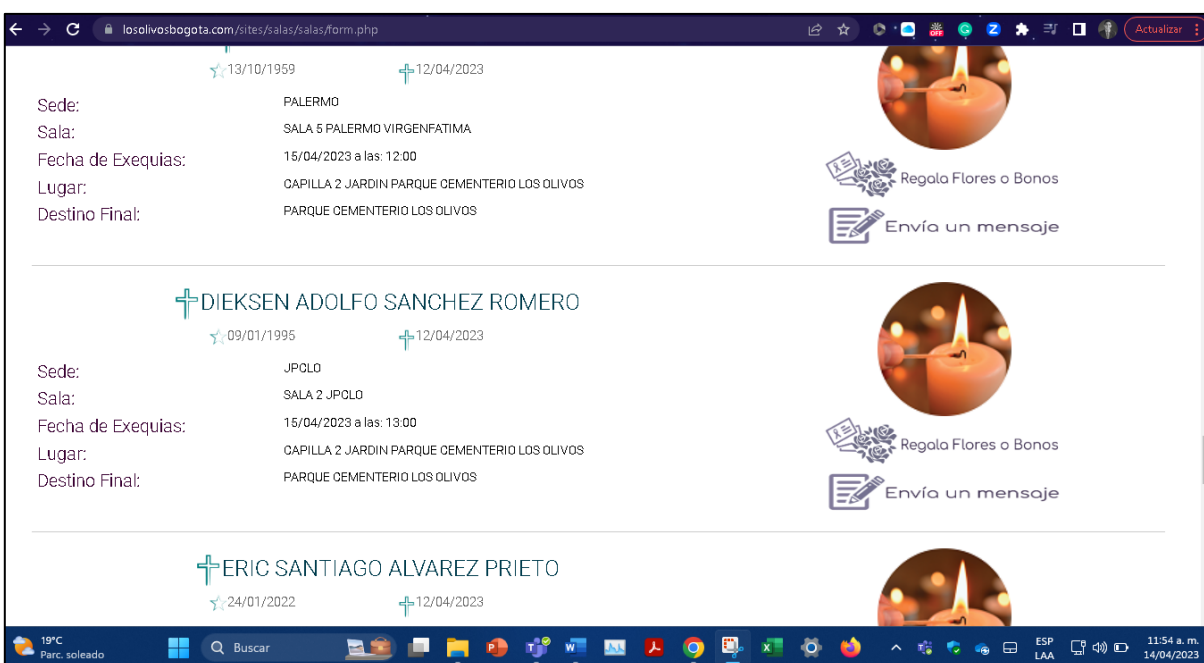 losolivosbogota.com/sites/salas/salas/form.php
OFF
Actualizar
13/10/1959 12/04/2023
Sede: PALERMO
Sala: SALA 5 PALERMO VIRGENFATIMA
Fecha de Exequias: 15/04/2023 a las: 12:00
Lugar: CAPILLA 2 JARDIN PARQUE CEMENTERIO LOS OLIVOS
Destino Final: PARQUE CEMENTERIO LOS OLIVOS
Regala Flores o Bonos
Envía un mensaje
DIEKSEN ADOLFO SANCHEZ ROMERO
09/01/1995 12/04/2023
Sede: JPCLO
Sala: SALA 2 JPCLO
Fecha de Exequias: 15/04/2023 a las: 13:00
Lugar: CAPILLA 2 JARDIN PARQUE CEMENTERIO LOS OLIVOS
Destino Final: PARQUE CEMENTERIO LOS OLIVOS
Regala Flores o Bonos
Envía un mensaje
ERIC SANTIAGO ALVAREZ PRIETO
24/01/2022 12/04/2023
19°C
Parc. soleado
Buscar
ESP
LAA
11:54 a. m.
14/04/2023